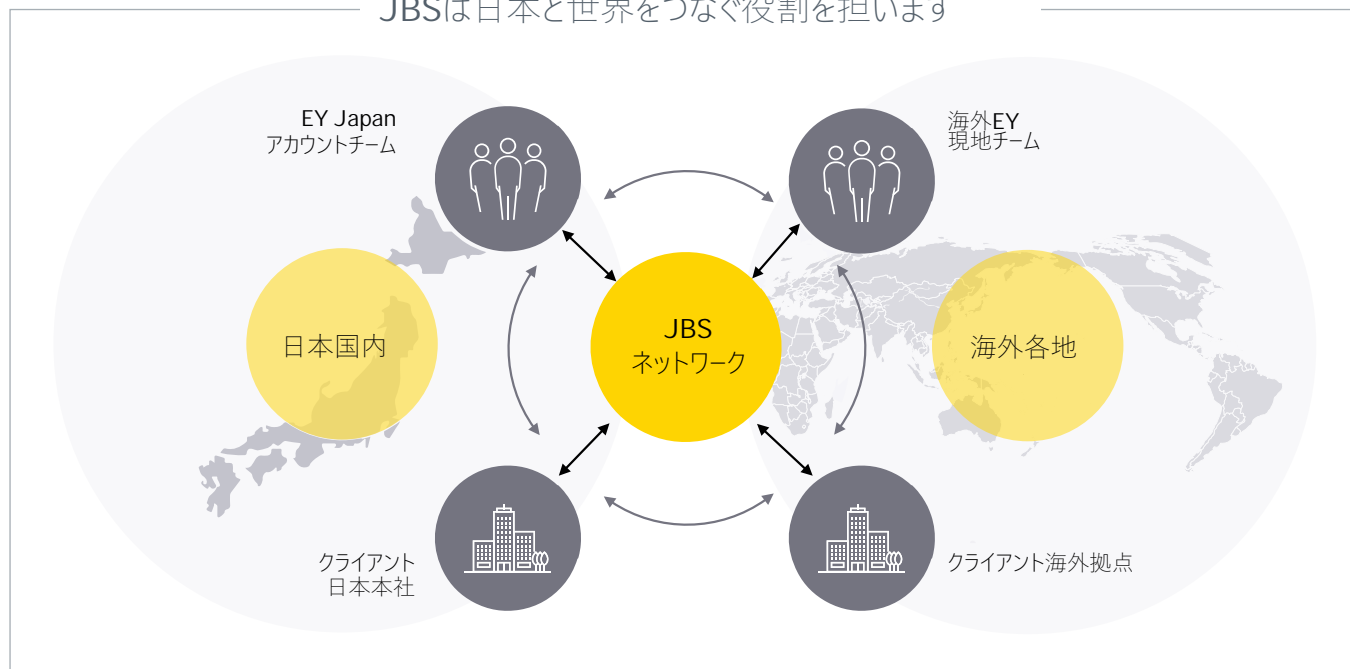 JBSは日本と世界をつなぐ役割を担います
EY Japan
アカウントチーム
海外EY
現地チーム
日本国内
JBS
ネットワーク
海外各地
クライアント
日本本社
クライアント海外拠点